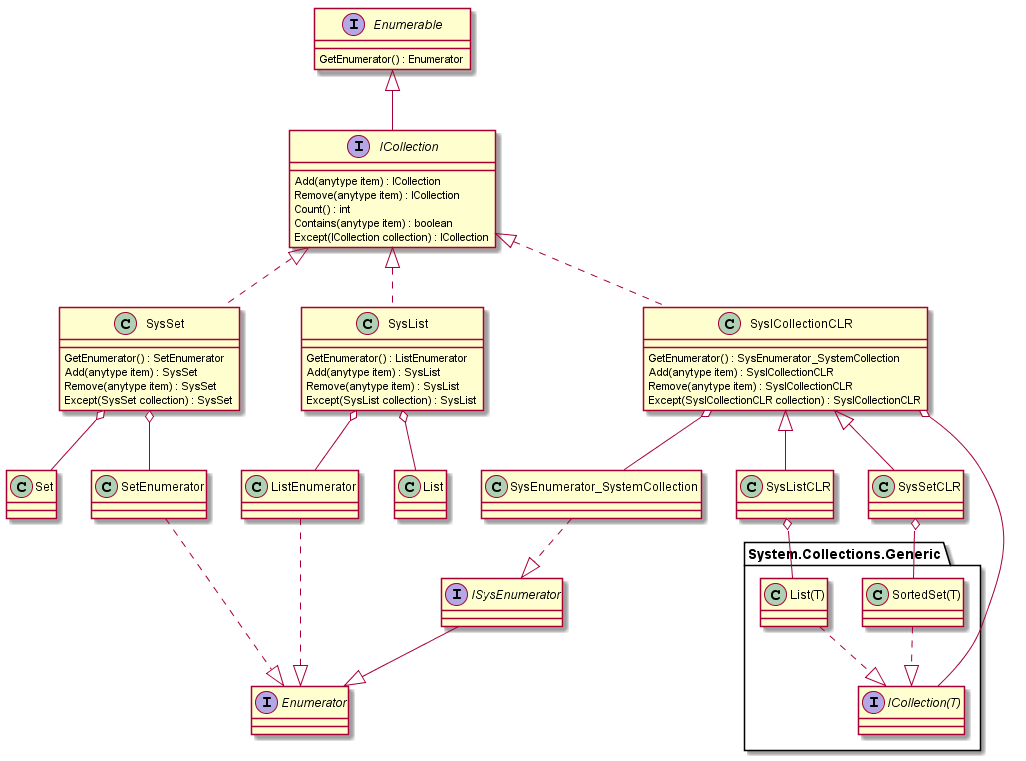 I Enumerable
GetEnumerator() : Enumerator
I ICollection
Add(anytype item) : ICollection
Remove(anytype item) : ICollection
Count() : int
Contains(anytype item) : boolean
Except(ICollection collection) : ICollection
C SysSet
GetEnumerator() : SetEnumerator
Add(anytype item) : SysSet
Remove(anytype item) : SysSet
Except(SysSet collection) : SysSet
C SysList
GetEnumerator() : ListEnumerator
Add(anytype item) : SysList
Remove(anytype item) : SysList
Except(SysList collection) : SysList
C SysICollectionCLR
GetEnumerator() : SysEnumerator_SystemCollection
Add(anytype item) : SysICollectionCLR
Remove(anytype item) : SysICollectionCLR
Except(SysICollectionCLR collection) : SysICollectionCLR
C Set
C SetEnumerator
C ListEnumerator
C List
C SysEnumerator_SystemCollection
C SysListCLR
C SysSetCLR
System.Collections.Generic
I ISysEnumerator
C List(T)
C SortedSet(T)
I Enumerator
I ICollection(T)